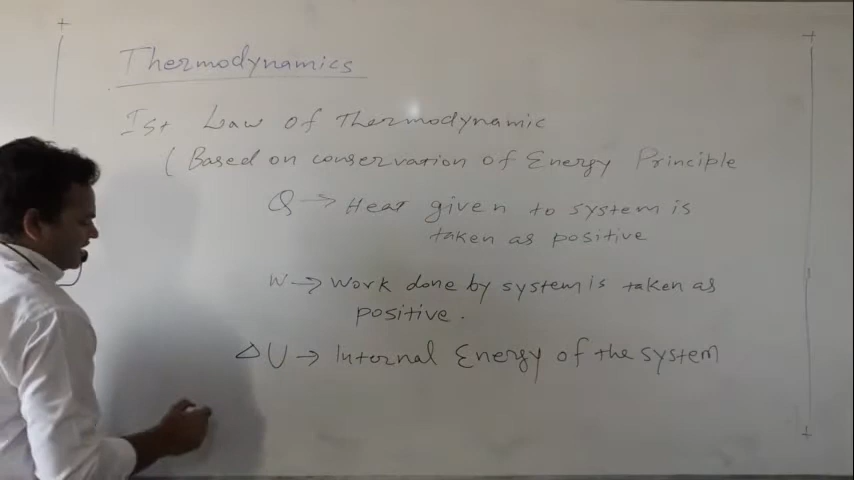 Thermodynamics
Ist Law of Thermodynamic
( Based on conservation of Energy Principle
Q → Heat given to system is
taken as positive
W → Work done by system is taken as
positive.
ΔU → Internal Energy of the system